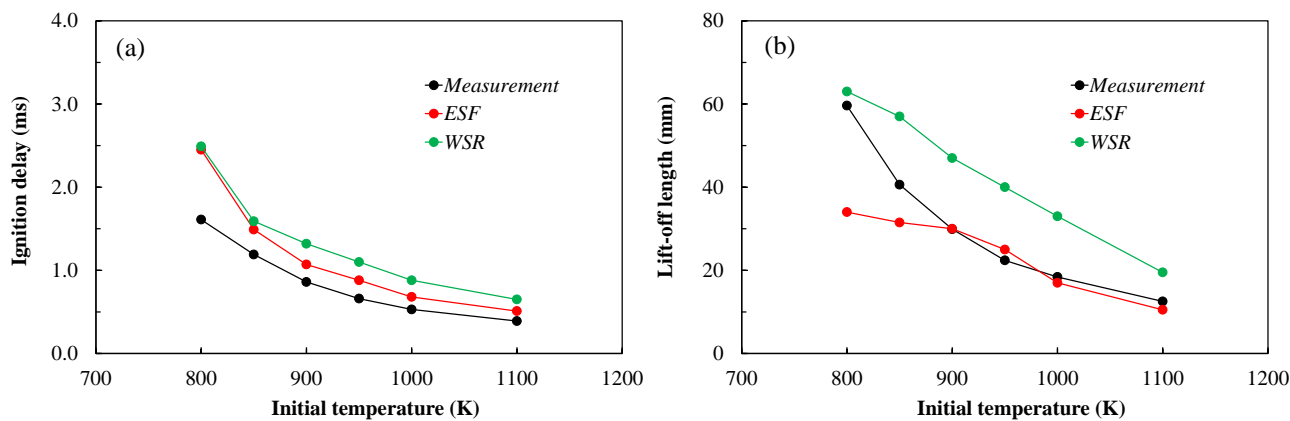 (a)
Ignition delay (ms)
4.0
3.0
2.0
1.0
0.0
Measurement
ESF
WSR
700 800 900 1000 1100 1200
Initial temperature (K)
(b)
Lift-off length (mm)
80
60
40
20
0
Measurement
ESF
WSR
700 800 900 1000 1100 1200
Initial temperature (K)